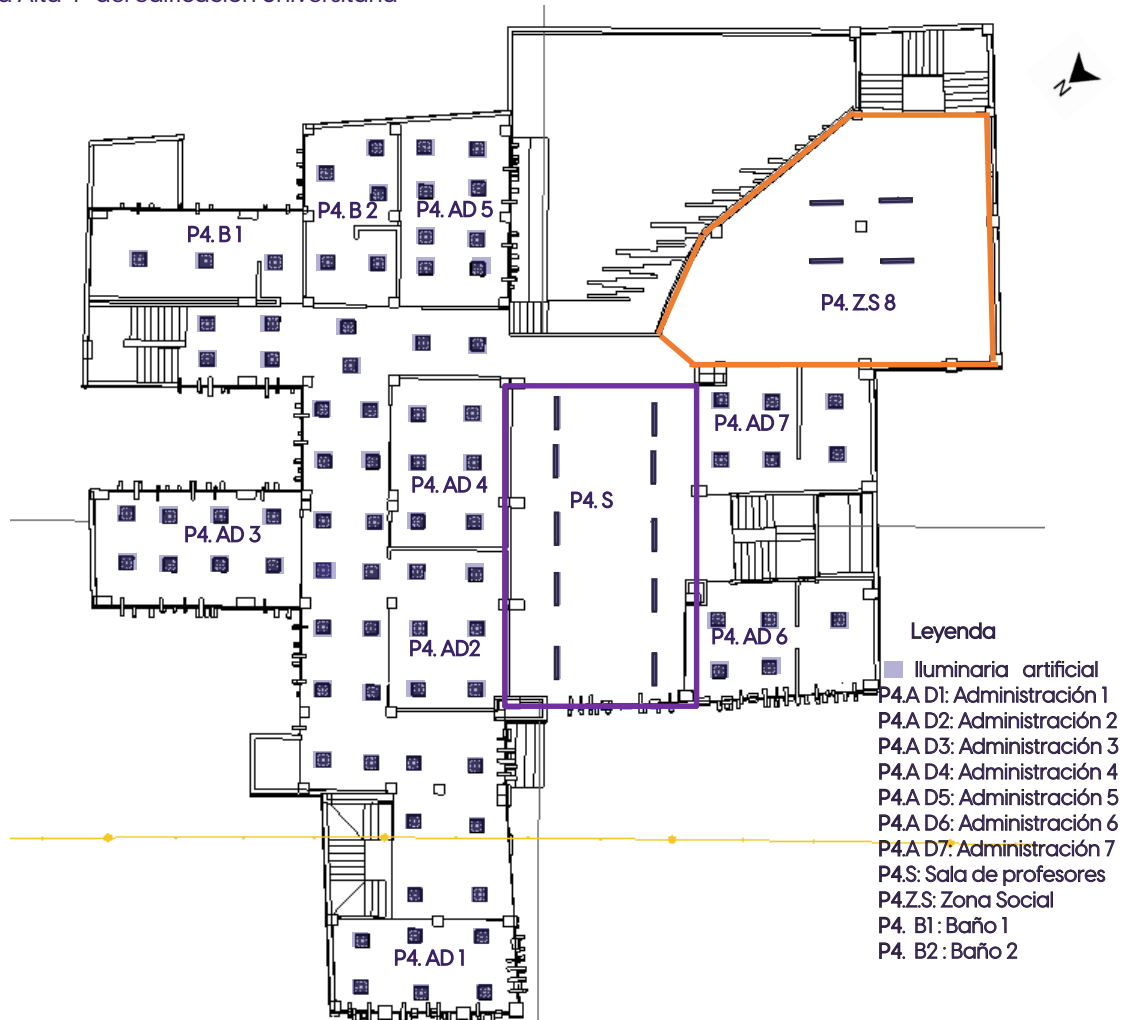 N
P4. B 2
P4. AD 5
P4. B 1
P4. Z.S 8
P4. AD 7
P4. AD 4
P4. S
P4. AD 3
P4. AD2
P4. AD 6
P4. AD 1
Leyenda
Iluminaria artificial
P4.A D1: Administración 1
P4.A D2: Administración 2
P4.A D3: Administración 3
P4.A D4: Administración 4
P4.A D5: Administración 5
P4.A D6: Administración 6
P4.A D7: Administración 7
P4.S: Sala de profesores
P4.Z.S: Zona Social
P4. B1 : Baño 1
P4. B2 : Baño 2